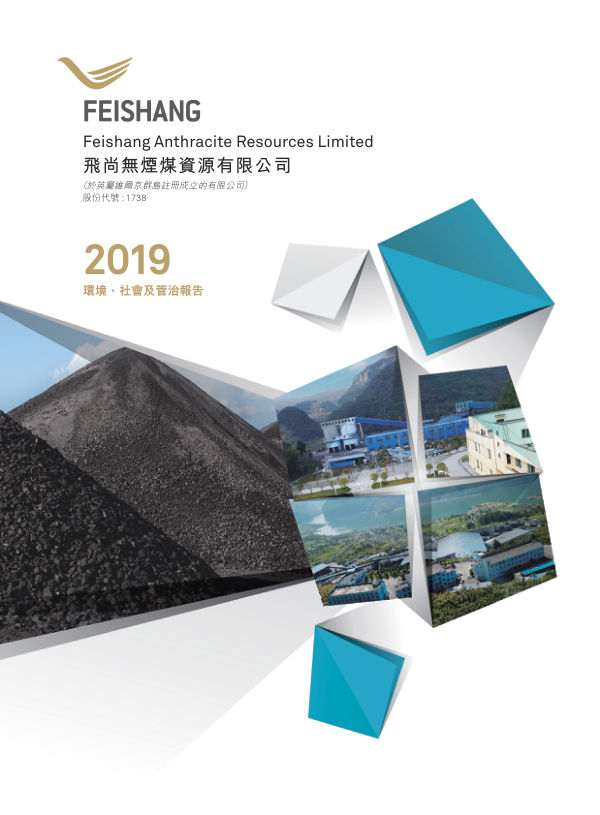 FEISHANG
Feishang Anthracite Resources Limited
飛尚無煙煤資源有限公司
（於英屬維爾京群島註冊成立的有限公司）
股份代號 : 1738
2019
環境、社會及管治報告